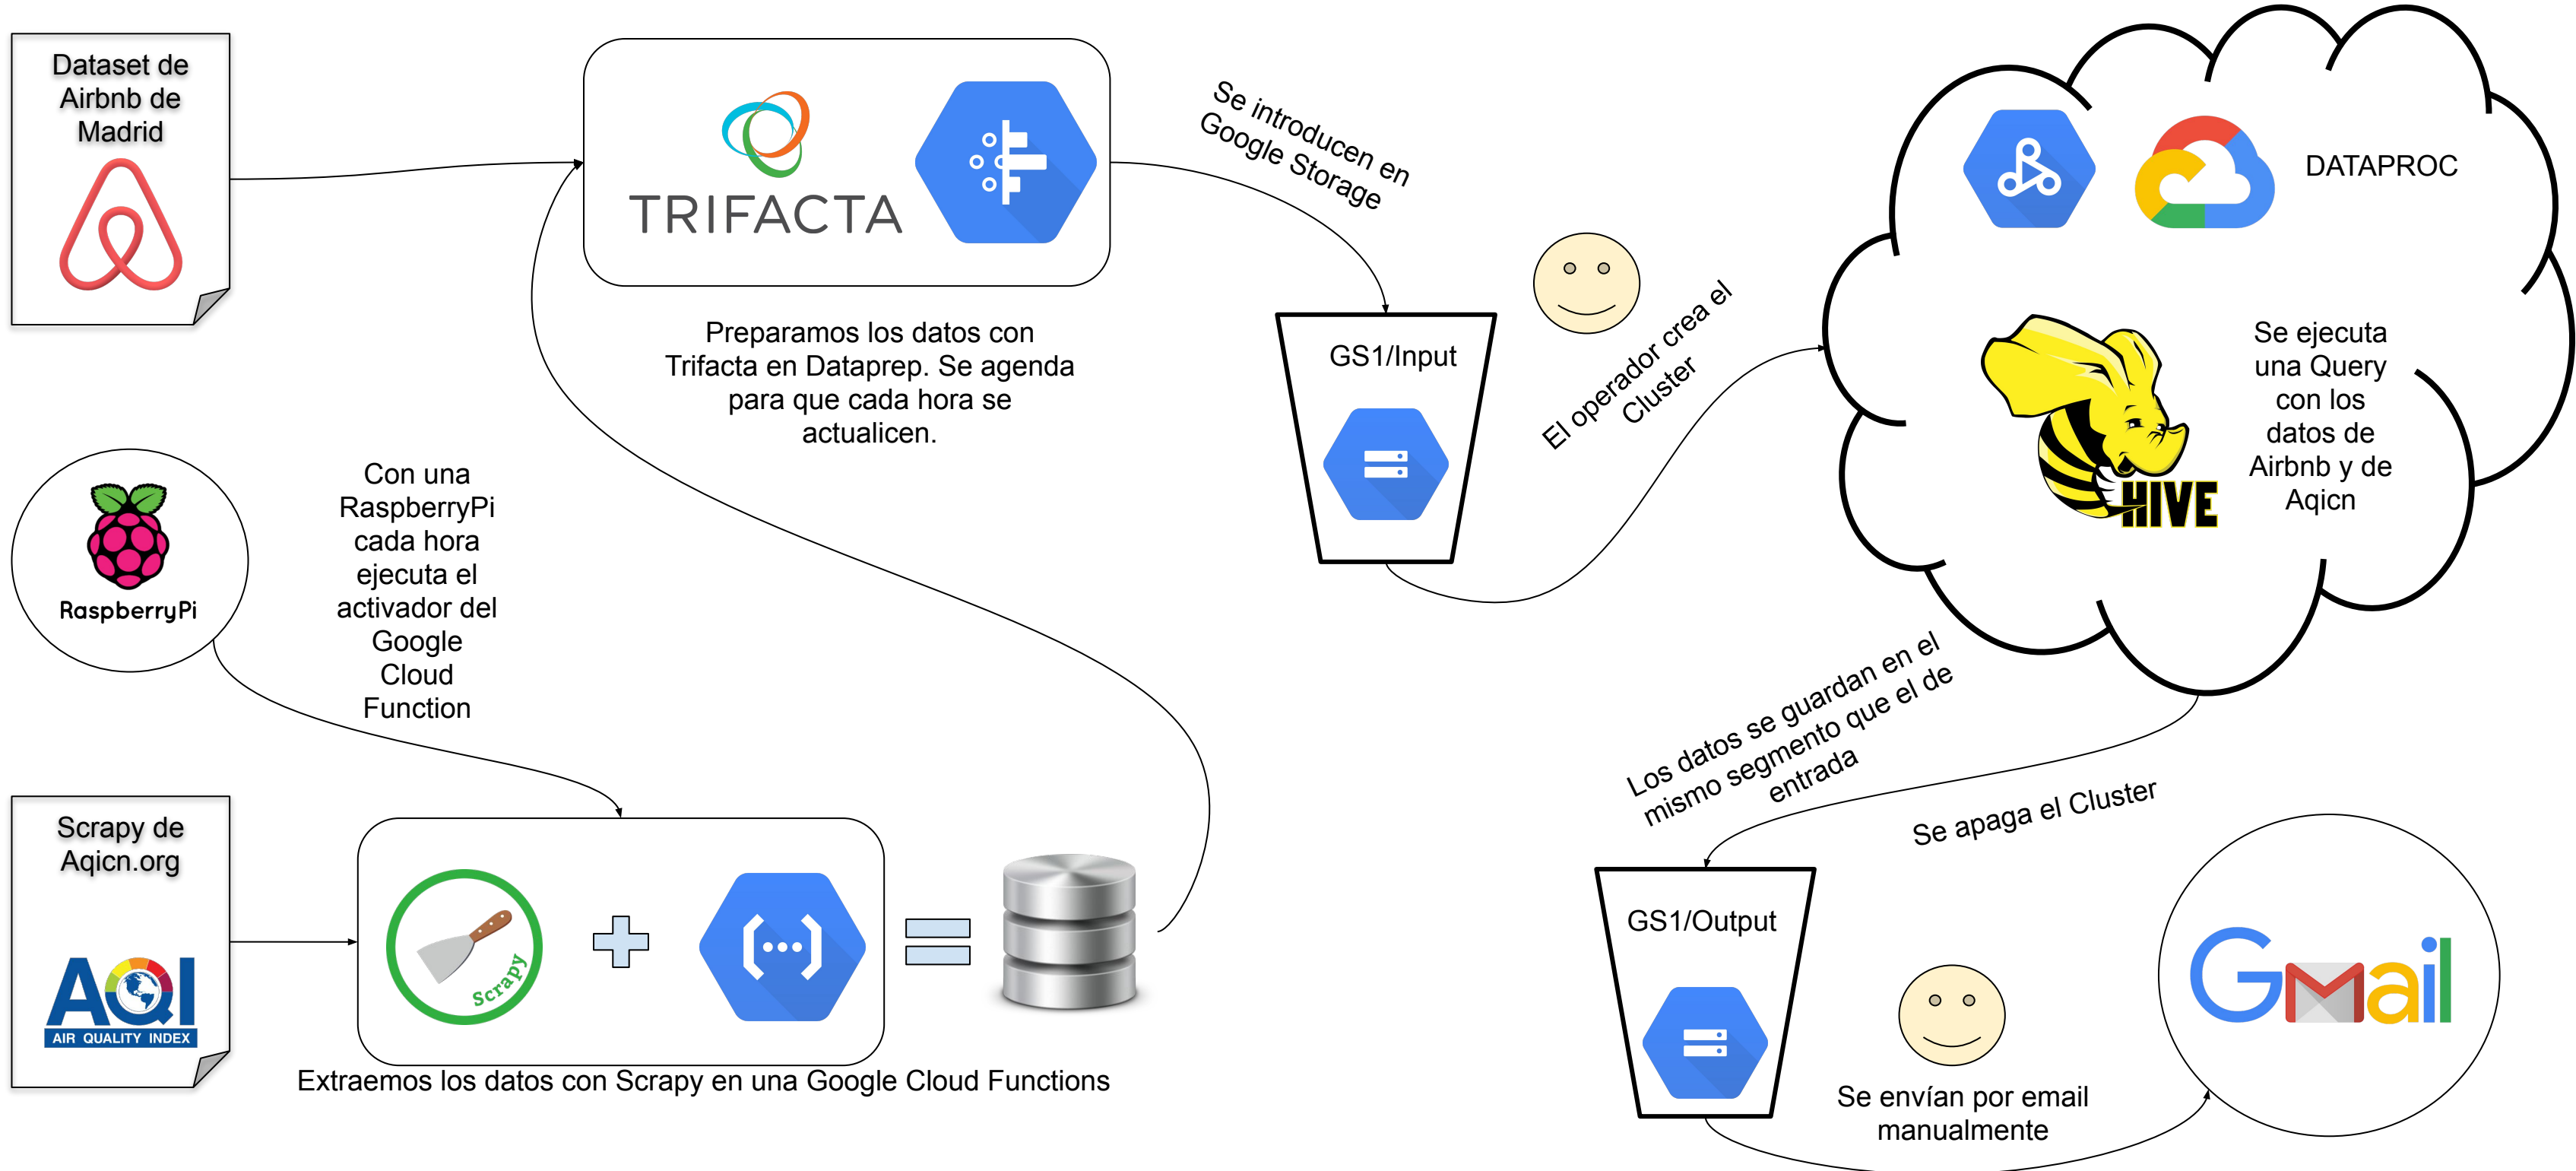 Dataset de
Airbnb de
Madrid
TRIFACTA
Preparamos los datos con
Trifacta en Dataprep. Se agenda
para que cada hora se
actualicen.
Se introducen en
Google Storage
GS1/Input
El operador crea el
Cluster
DATAPROC
HIVE
Se ejecuta
una Query
con los
datos de
Airbnb y de
Aqicn
RaspberryPi
Con una
RaspberryPi
cada hora
ejecuta el
activador del
Google
Cloud
Function
Scrapy de
Aqicn.org
AQI
AIR QUALITY INDEX
Scrapy
Extraemos los datos con Scrapy en una Google Cloud Functions
Los datos se guardan en el
mismo segmento que el de
entrada
Se apaga el Cluster
GS1/Output
Se envían por email
manualmente
Gmail